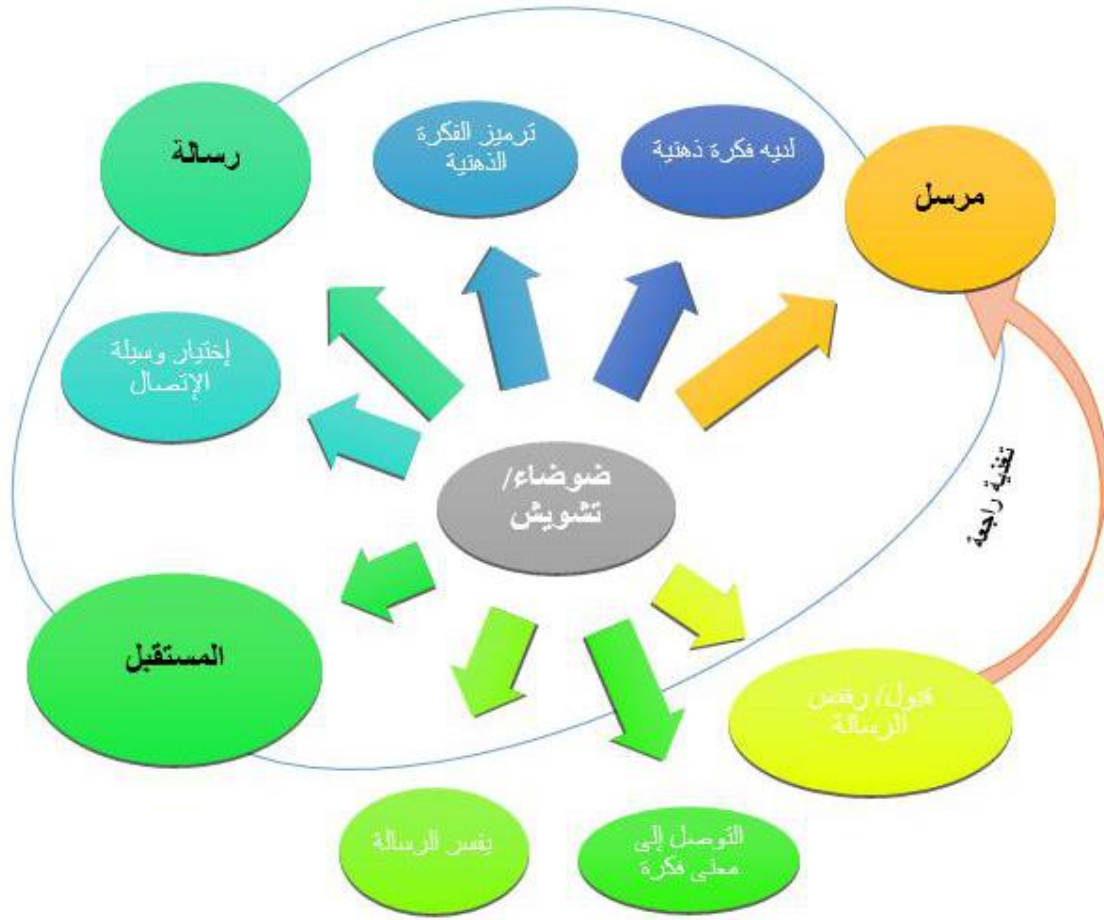 مرسل
لديه فكرة ذهنية
ترميز الفكرة
الذهنية
رسالة
إختيار وسيلة
الإتصال
ضوضاء/
تشويش
المستقبل
يفسر الرسالة
التوصل إلى
معنى فكرة
قبول/ رفض
الرسالة
تغذية راجعة